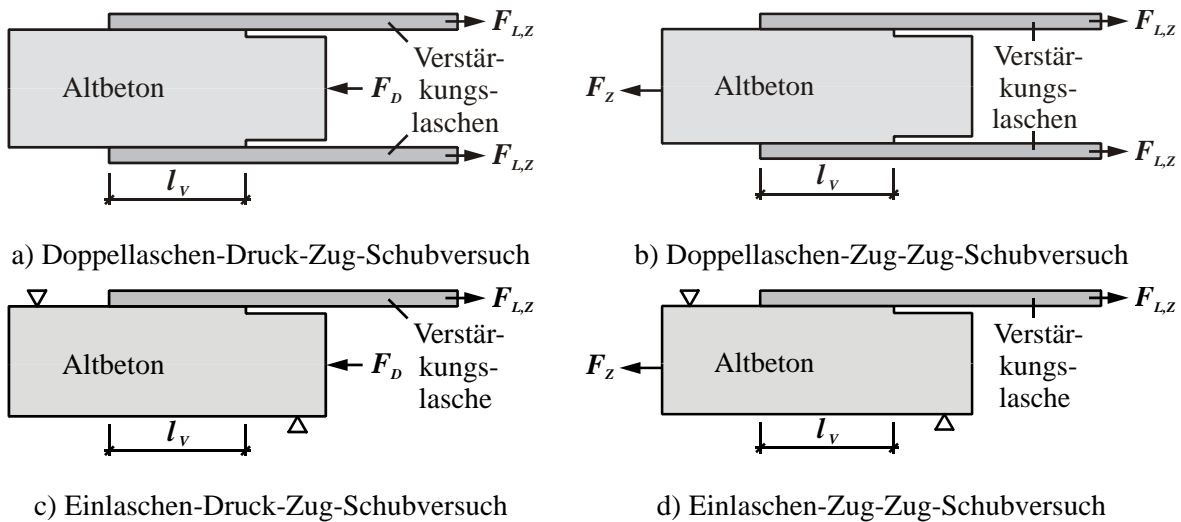 F_L,Z
Verstär-
kungs-
laschen
Altbeton
F_D
F_L,Z
l_V
a) Doppellaschen-Druck-Zug-Schubversuch
F_L,Z
Verstär-
kungs-
laschen
Altbeton
F_Z
F_L,Z
l_V
b) Doppellaschen-Zug-Zug-Schubversuch
F_L,Z
Verstär-
kungs-
lasche
Altbeton
F_D
l_V
c) Einlaschen-Druck-Zug-Schubversuch
F_L,Z
Verstär-
kungs-
lasche
Altbeton
F_Z
l_V
d) Einlaschen-Zug-Zug-Schubversuch